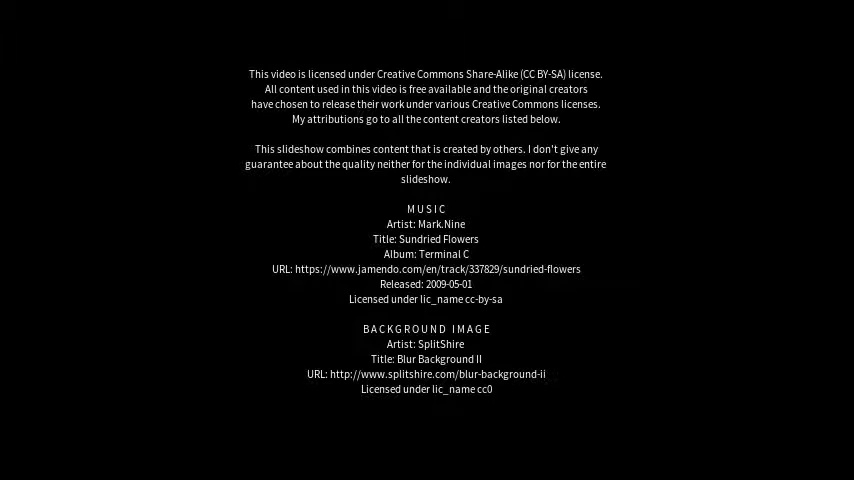 This video is licensed under Creative Commons Share-Alike (CC BY-SA) license.
All content used in this video is free available and the original creators
have chosen to release their work under various Creative Commons licenses.
My attributions go to all the content creators listed below.
This slideshow combines content that is created by others. I don't give any
guarantee about the quality neither for the individual images nor for the entire
slideshow.
MUSIC
Artist: Mark.Nine
Title: Sundried Flowers
Album: Terminal C
URL: https://www.jamendo.com/en/track/337829/sundried-flowers
Released: 2009-05-01
Licensed under lic_name cc-by-sa
BACKGROUND IMAGE
Artist: SplitShire
Title: Blur Background II
URL: http://www.splitshire.com/blur-background-ii
Licensed under lic_name cc0